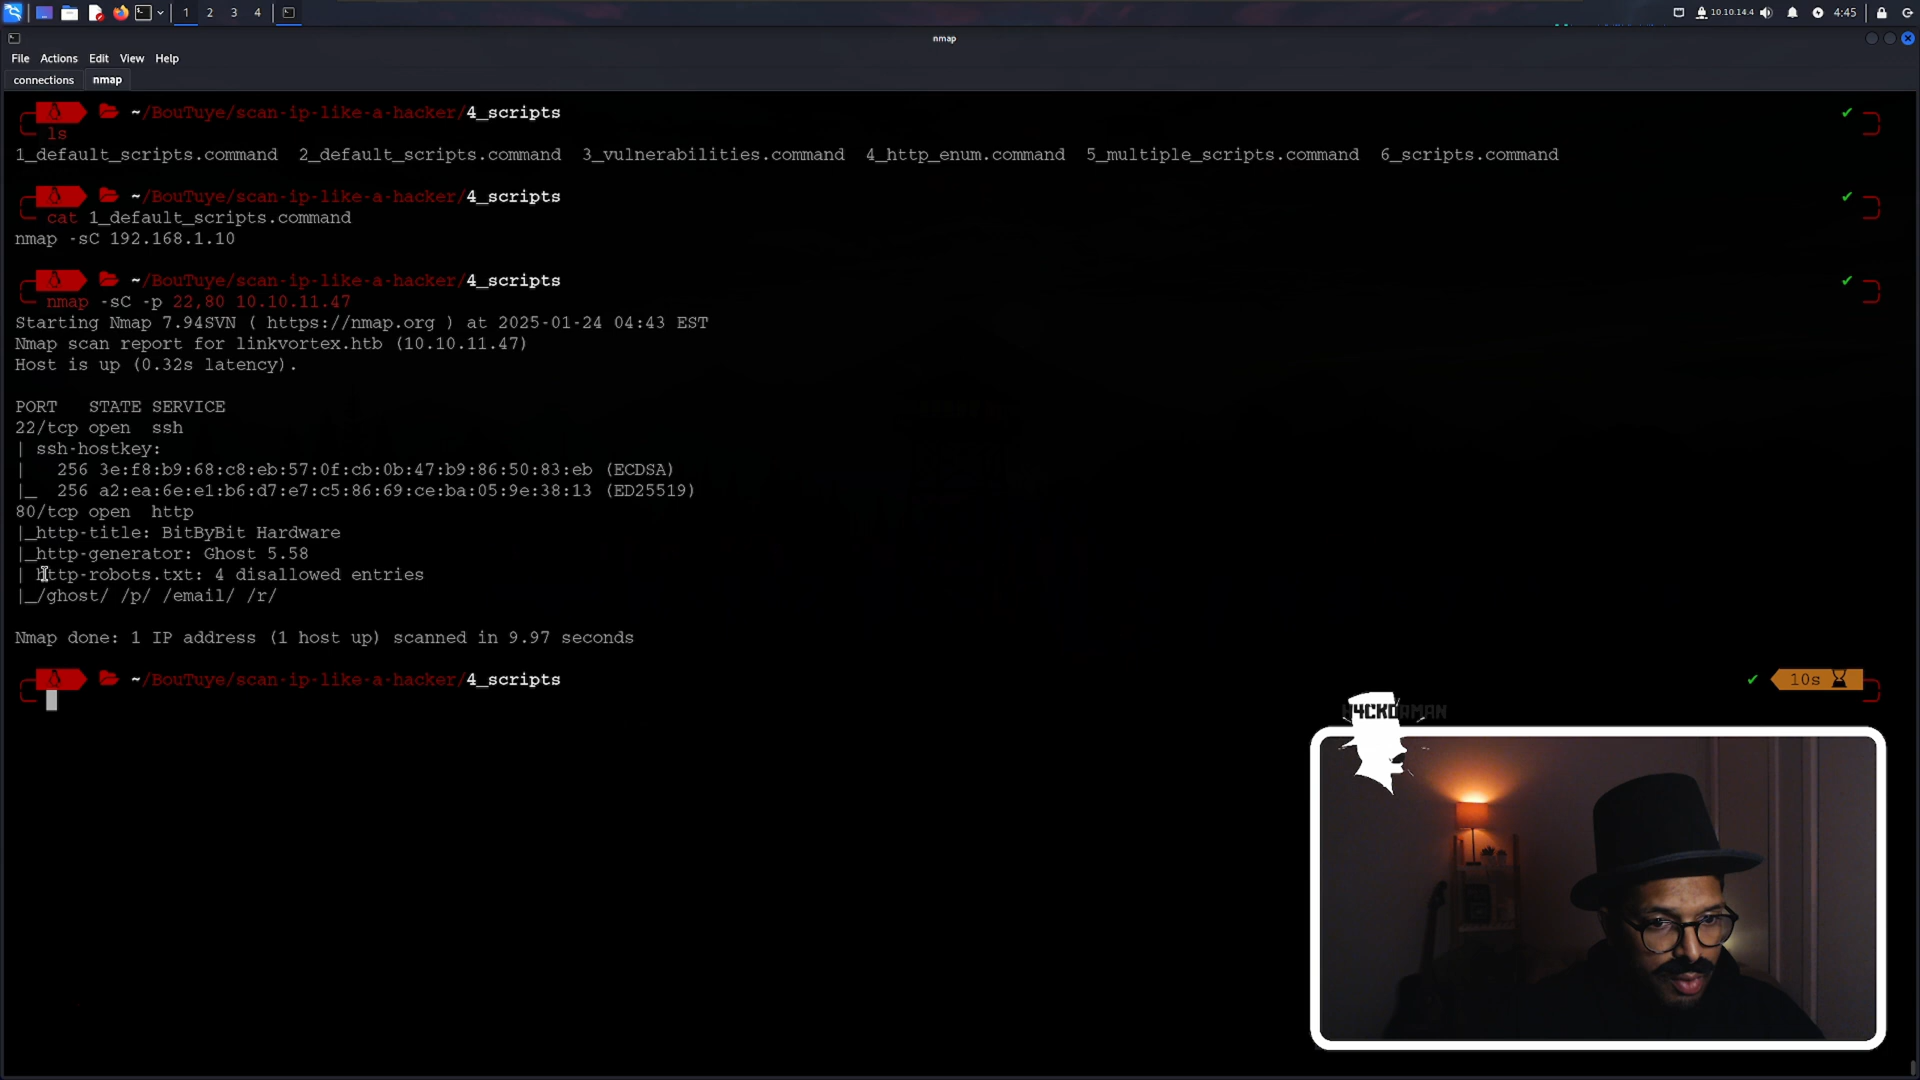 1 2 3 4
10.10.14.4 4:45
nmap
File Actions Edit View Help
connections nmap
~/BouTuye/scan-ip-like-a-hacker/4_scripts
ls
1_default_scripts.command 2_default_scripts.command 3_vulnerabilities.command 4_http_enum.command 5_multiple_scripts.command 6_scripts.command
~/BouTuye/scan-ip-like-a-hacker/4_scripts
cat 1_default_scripts.command
nmap -sC 192.168.1.10
~/BouTuye/scan-ip-like-a-hacker/4_scripts
nmap -sC -p 22,80 10.10.11.47
Starting Nmap 7.94SVN ( https://nmap.org ) at 2025-01-24 04:43 EST
Nmap scan report for linkvortex.htb (10.10.11.47)
Host is up (0.32s latency).
PORT STATE SERVICE
22/tcp open ssh
| ssh-hostkey:
| 256 3e:f8:b9:68:c8:eb:57:0f:cb:0b:47:b9:86:50:83:eb (ECDSA)
|_ 256 a2:ea:6e:e1:b6:d7:e7:c5:86:69:ce:ba:05:9e:38:13 (ED25519)
80/tcp open http
|_http-title: BitByBit Hardware
|_http-generator: Ghost 5.58
| http-robots.txt: 4 disallowed entries
|_/ghost/ /p/ /email/ /r/
Nmap done: 1 IP address (1 host up) scanned in 9.97 seconds
~/BouTuye/scan-ip-like-a-hacker/4_scripts
10s